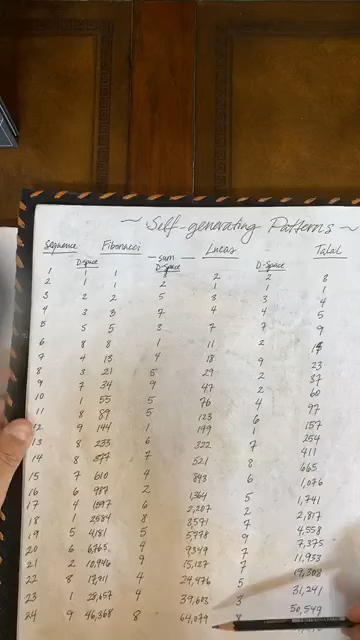 ~ Self-generating Patterns ~
Sequence D-space Fibonacci sum D-space Lucas D-space Talal
1 1 1 2 2 8
2 1 1 2 1 1 1
3 2 2 5 3 3 4
4 3 3 7 4 4 5
5 5 5 3 7 7 9
6 8 8 1 11 2 14
7 4 13 4 18 9 23
8 3 21 5 29 2 37
9 7 34 9 47 2 60
10 1 55 5 76 4 97
11 8 89 5 123 6 157
12 9 144 1 199 1 254
13 8 233 6 322 7 411
14 8 377 7 521 8 665
15 7 610 4 843 6 1,076
16 6 987 2 1364 5 1,741
17 4 1597 6 2,207 2 2,817
18 1 2584 8 3,571 7 4,558
19 5 4,181 5 5,778 9 7,375
20 6 6,765 4 9349 7 11,933
21 2 10,946 9 15,127 7 19,308
22 8 17,711 4 24,476 5 31,241
23 1 28,657 4 39,603 3 50,549
24 9 46,368 8 64,079 8